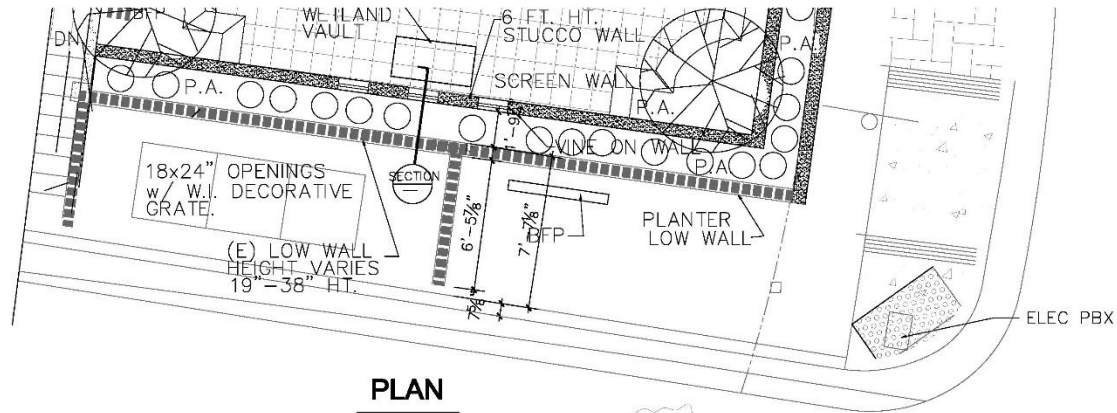 BFP
DN
WETLAND
VAULT
6 FT. HT.
STUCCO WALL
SCREEN WALL
P.A.
P.A.
P.A.
P.A.
VINE ON WALL
SECTION
18x24" OPENINGS
w/ W.I. DECORATIVE
GRATE.
(E) LOW WALL
HEIGHT VARIES
19"-38" HT.
6'-5⅞"
7'-⅞"
BFP
PLANTER
LOW WALL
ELEC PBX
PLAN